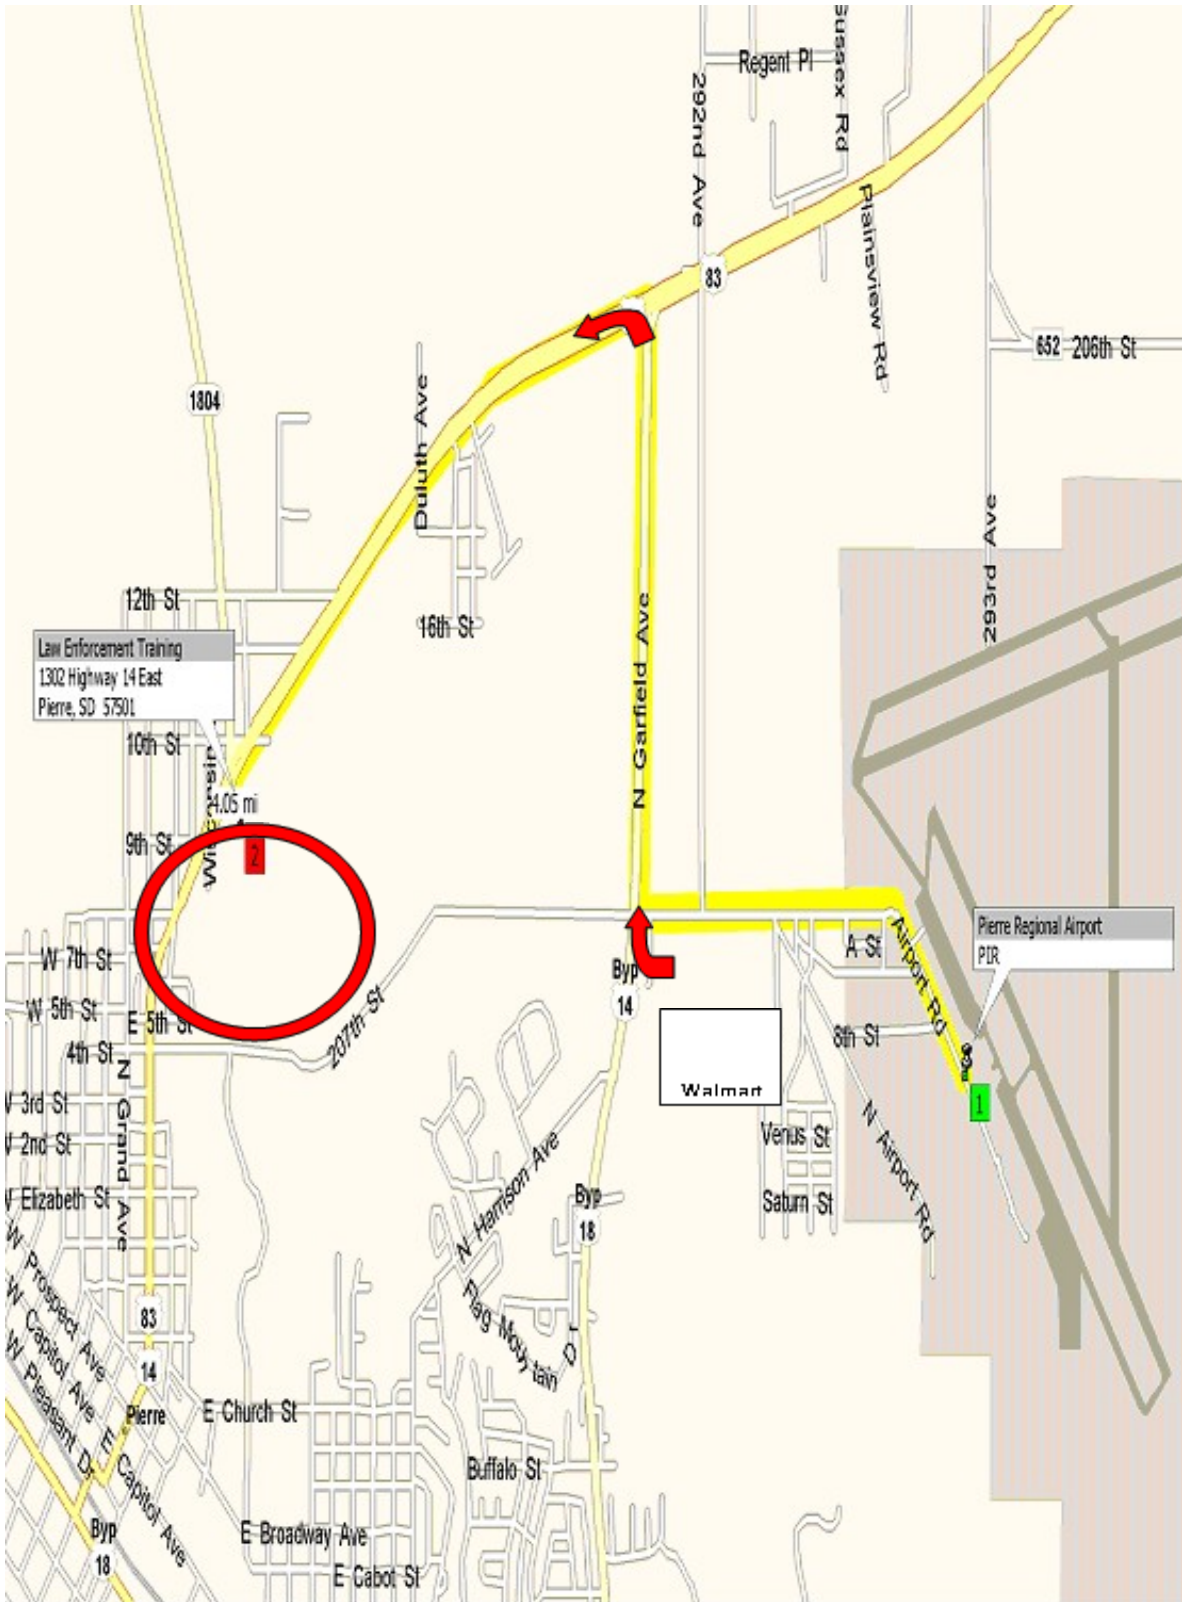 Regent Pl
Sussex Rd
292nd Ave
83
Plainsview Rd
652
206th St
1804
Duluth Ave
293rd Ave
12th St
16th St
N Garfield Ave
Law Enforcement Training
1302 Highway 14 East
Pierre, SD 57501
10th St
4.05 mi
9th St
2
A St
Airport Rd
Pierre Regional Airport
PIR
W 7th St
Byp
14
W 5th St
E 5th St
8th St
4th St
207th St
N Grand Ave
3rd St
Walmart
1
N Airport Rd
2nd St
Venus St
N Harrison Ave
Elizabeth St
Byp
18
Saturn St
W Prospect Ave
W Capitol Ave
W Pleasant Dr
Flag Mountain Dr
83
14
Pierre
E Church St
E Capitol Ave
Buffalo St
Byp
18
E Broadway Ave
E Cabot St